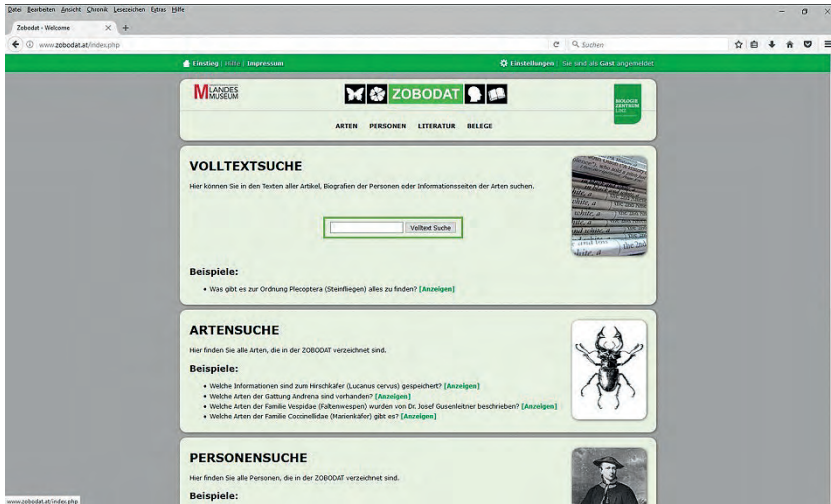 Datei Bearbeiten Ansicht Chronik Lesezeichen Extras Hilfe
Zobodat - Welcome
www.zobodat.at/index.php
Suchen
Einstieg | Hilfe | Impressum
Einstellungen | Sie sind als Gast angemeldet
LANDES
MUSEUM
ZOBODAT
BIOLOGIE
ZENTRUM
LINZ
ARTEN PERSONEN LITERATUR BELEGE
VOLLTEXTSUCHE
Hier können Sie in den Texten aller Artikel, Biografien der Personen oder Informationsseiten der Arten suchen.
Volltext Suche
Beispiele:
• Was gibt es zur Ordnung Plecoptera (Steinfliegen) alles zu finden? [Anzeigen]
ARTENSUCHE
Hier finden Sie alle Arten, die in der ZOBODAT verzeichnet sind.
Beispiele:
• Welche Informationen sind zum Hirschkäfer (Lucanus cervus) gespeichert? [Anzeigen]
• Welche Arten der Gattung Andrena sind vorhanden? [Anzeigen]
• Welche Arten der Familie Vespidae (Faltenwespen) wurden von Dr. Josef Gusenleitner beschrieben? [Anzeigen]
• Welche Arten der Familie Coccinellidae (Marienkäfer) gibt es? [Anzeigen]
PERSONENSUCHE
Hier finden Sie alle Personen, die in der ZOBODAT verzeichnet sind.
Beispiele:
www.zobodat.at/index.php